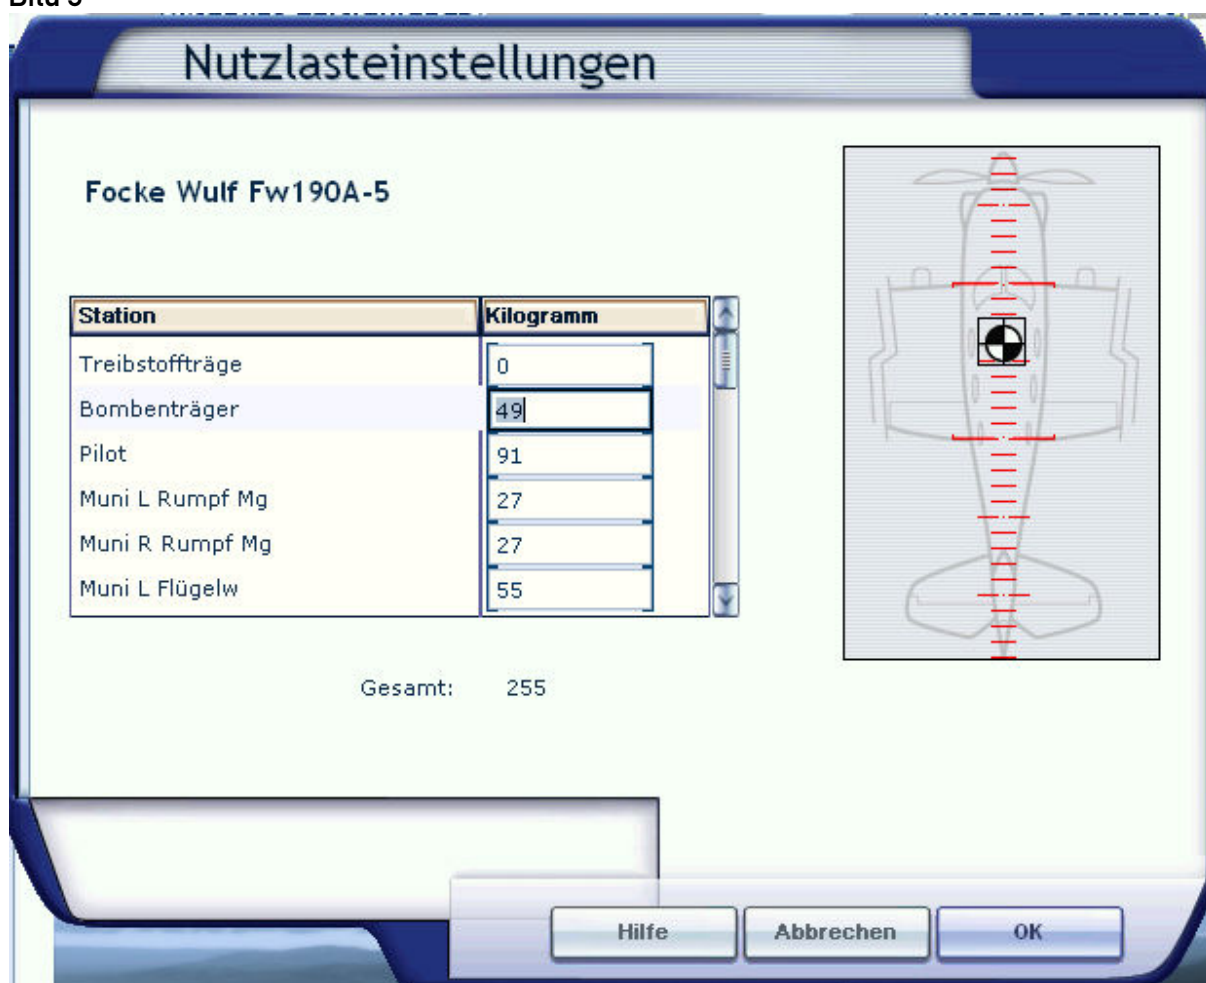 Nutzlasteinstellungen
Focke Wulf Fw190A-5
Station Kilogramm
Treibstoffträge 0
Bombenträger 49
Pilot 91
Muni L Rumpf Mg 27
Muni R Rumpf Mg 27
Muni L Flügelw 55
Gesamt: 255
Hilfe Abbrechen OK